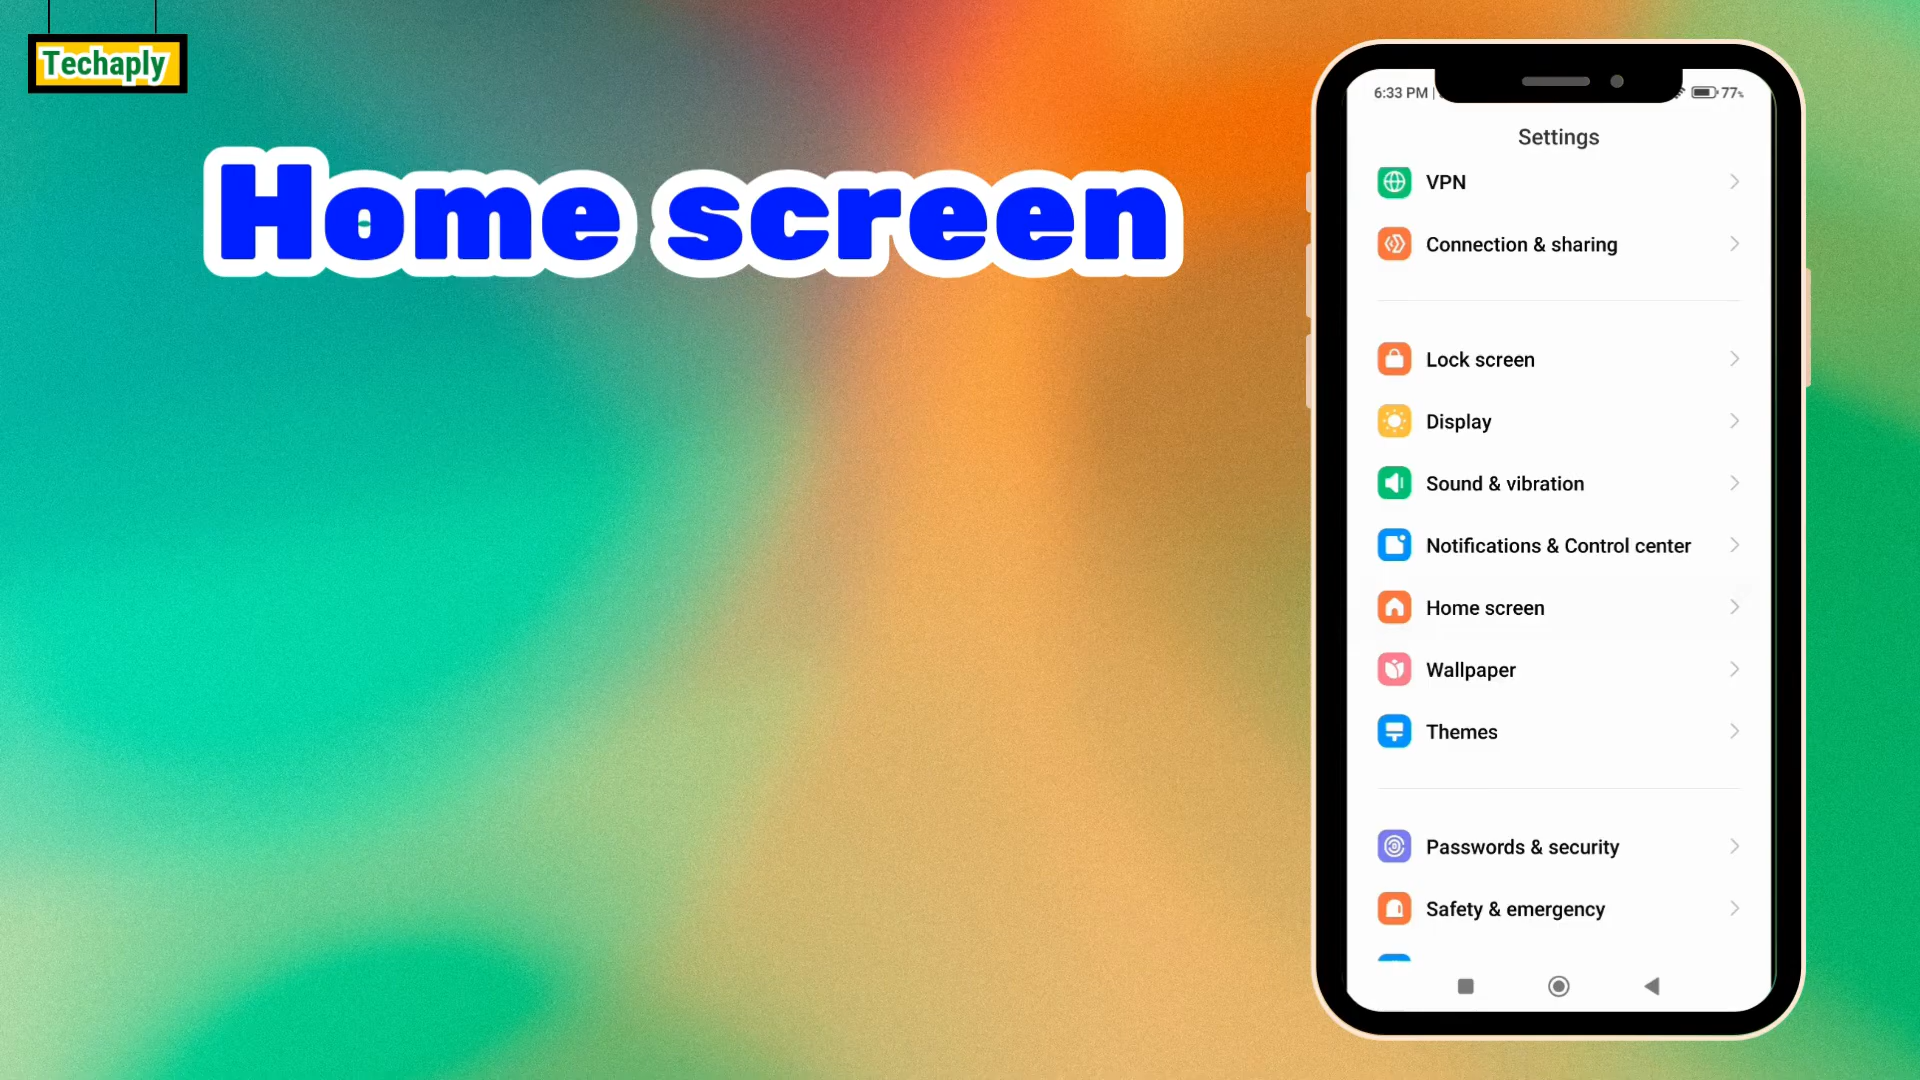 Techaply
Home screen
6:33 PM
77%
Settings
VPN
Connection & sharing
Lock screen
Display
Sound & vibration
Notifications & Control center
Home screen
Wallpaper
Themes
Passwords & security
Safety & emergency